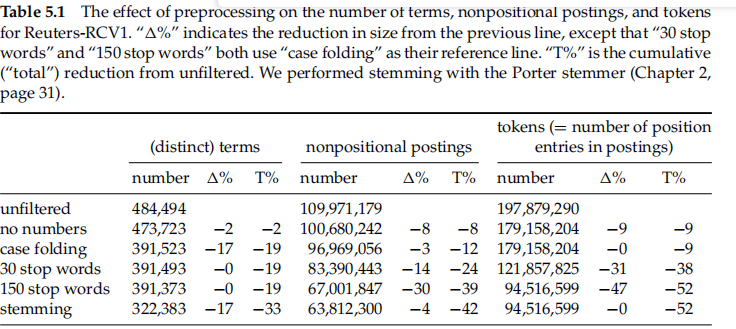 Table 5.1 The effect of preprocessing on the number of terms, nonpositional postings, and tokens
for Reuters-RCV1. “Δ%” indicates the reduction in size from the previous line, except that “30 stop
words” and “150 stop words” both use “case folding” as their reference line. “T%” is the cumulative
(“total”) reduction from unfiltered. We performed stemming with the Porter stemmer (Chapter 2,
page 31).
tokens (= number of position
(distinct) terms nonpositional postings entries in postings)
number Δ% T% number Δ% T% number Δ% T%
unfiltered 484,494 109,971,179 197,879,290
no numbers 473,723 −2 −2 100,680,242 −8 −8 179,158,204 −9 −9
case folding 391,523 −17 −19 96,969,056 −3 −12 179,158,204 −0 −9
30 stop words 391,493 −0 −19 83,390,443 −14 −24 121,857,825 −31 −38
150 stop words 391,373 −0 −19 67,001,847 −30 −39 94,516,599 −47 −52
stemming 322,383 −17 −33 63,812,300 −4 −42 94,516,599 −0 −52